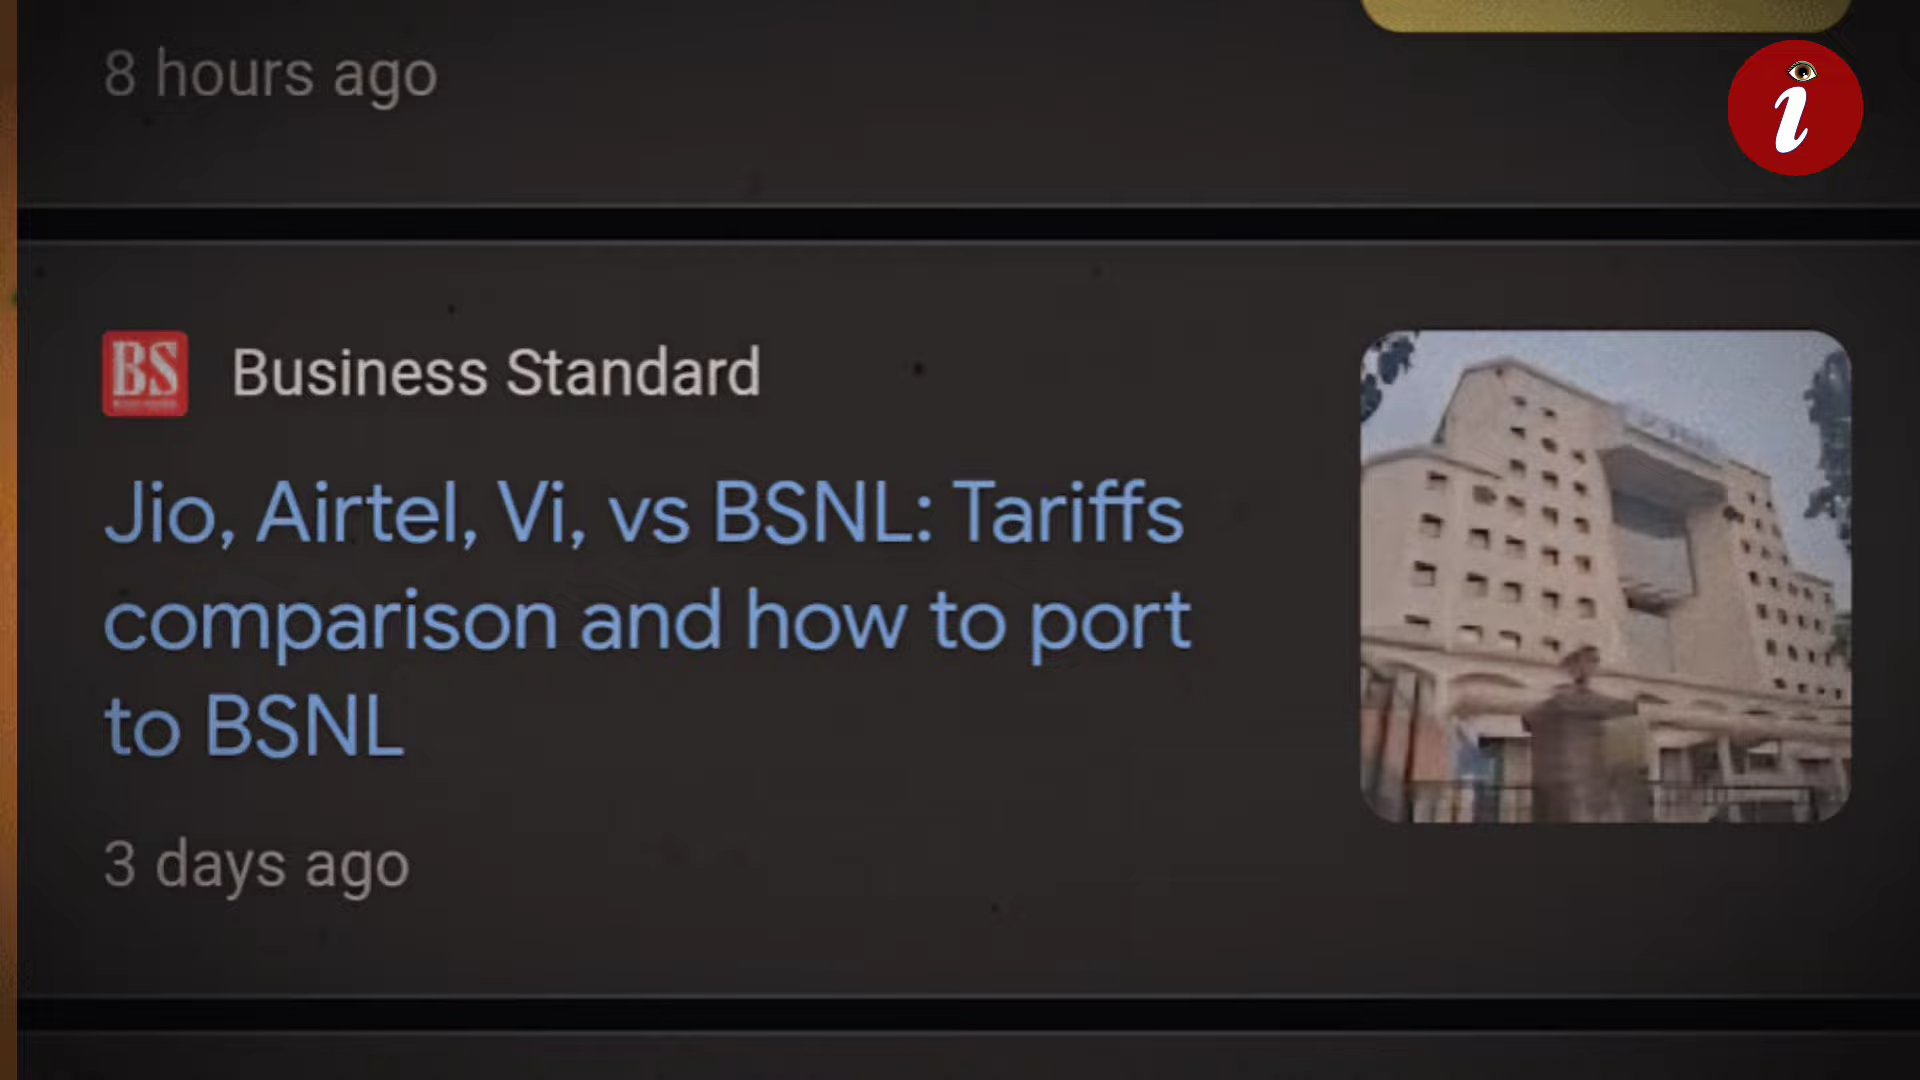 8 hours ago
i
BS
Business Standard
Jio, Airtel, Vi, vs BSNL: Tariffs
comparison and how to port
to BSNL
3 days ago